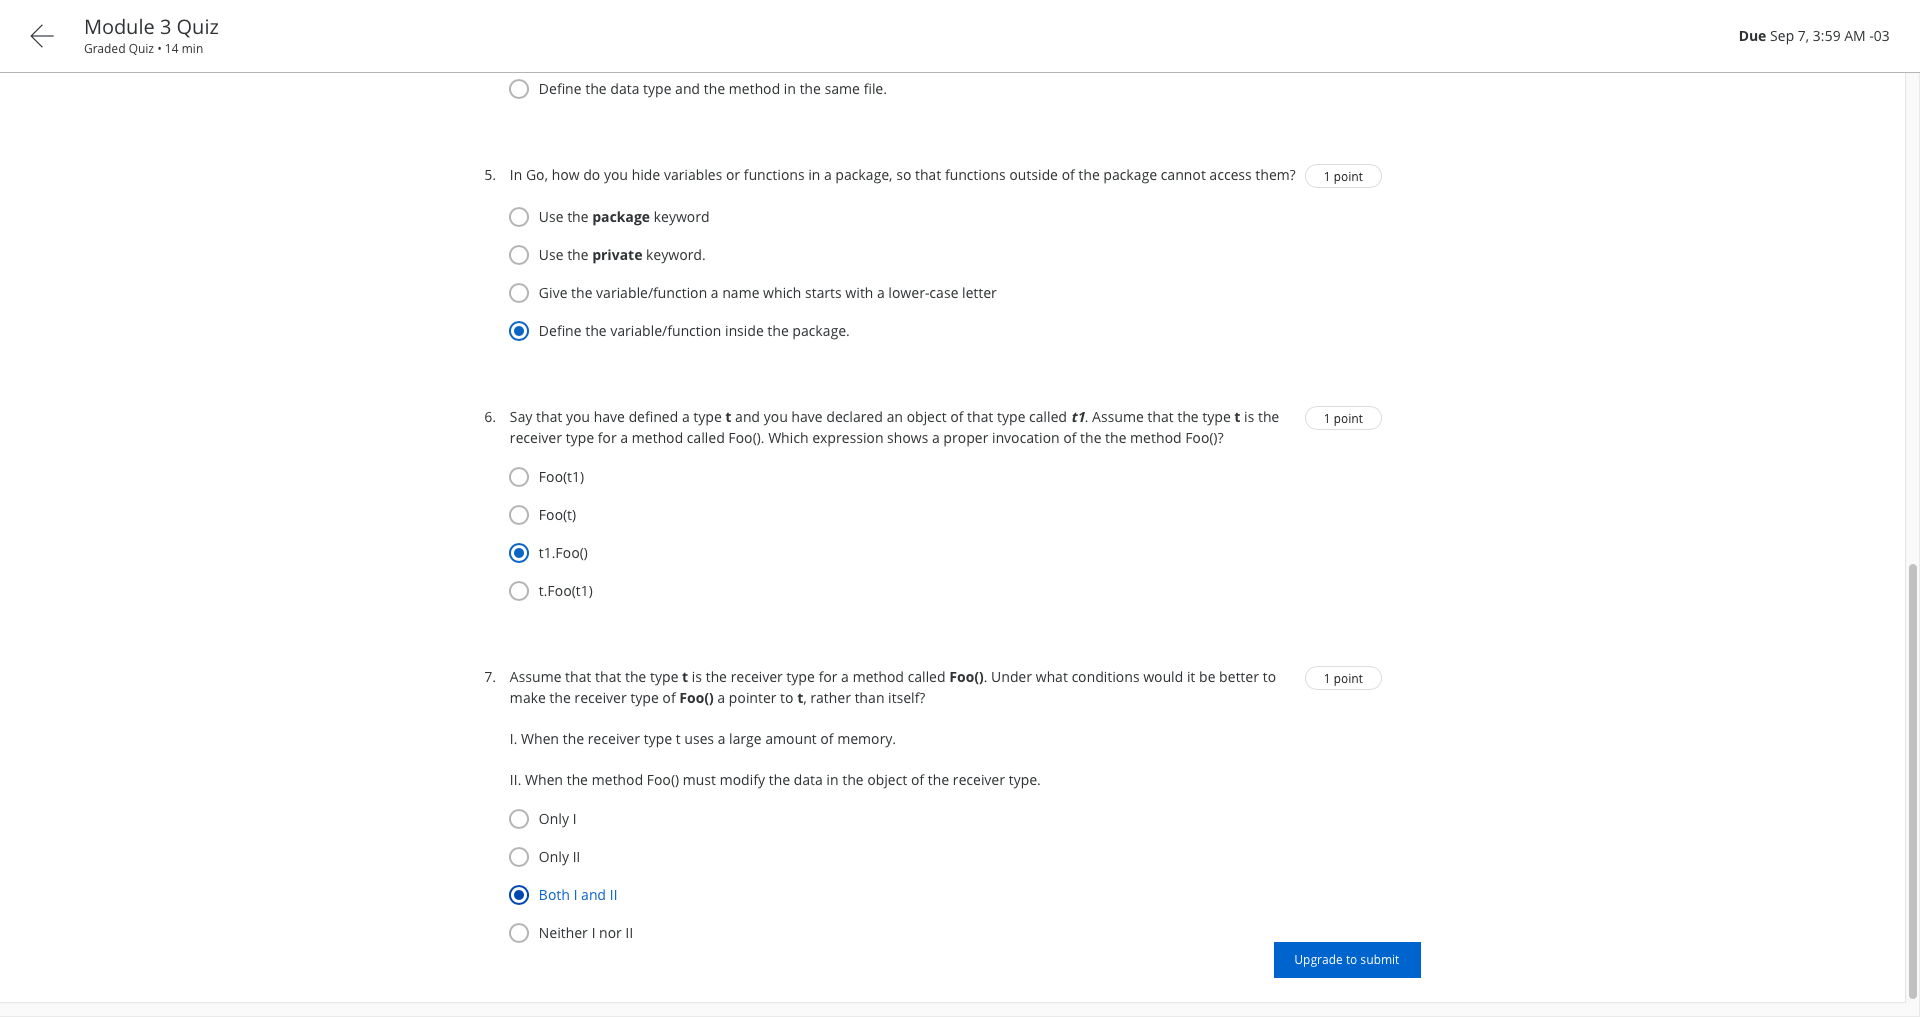 Module 3 Quiz
Graded Quiz • 14 min
Due Sep 7, 3:59 AM -03
Define the data type and the method in the same file.
5. In Go, how do you hide variables or functions in a package, so that functions outside of the package cannot access them?
1 point
Use the package keyword
Use the private keyword.
Give the variable/function a name which starts with a lower-case letter
Define the variable/function inside the package.
6. Say that you have defined a type t and you have declared an object of that type called t1. Assume that the type t is the
receiver type for a method called Foo(). Which expression shows a proper invocation of the the method Foo()?
1 point
Foo(t1)
Foo(t)
t1.Foo()
t.Foo(t1)
7. Assume that that the type t is the receiver type for a method called Foo(). Under what conditions would it be better to
make the receiver type of Foo() a pointer to t, rather than itself?
1 point
I. When the receiver type t uses a large amount of memory.
II. When the method Foo() must modify the data in the object of the receiver type.
Only I
Only II
Both I and II
Neither I nor II
Upgrade to submit